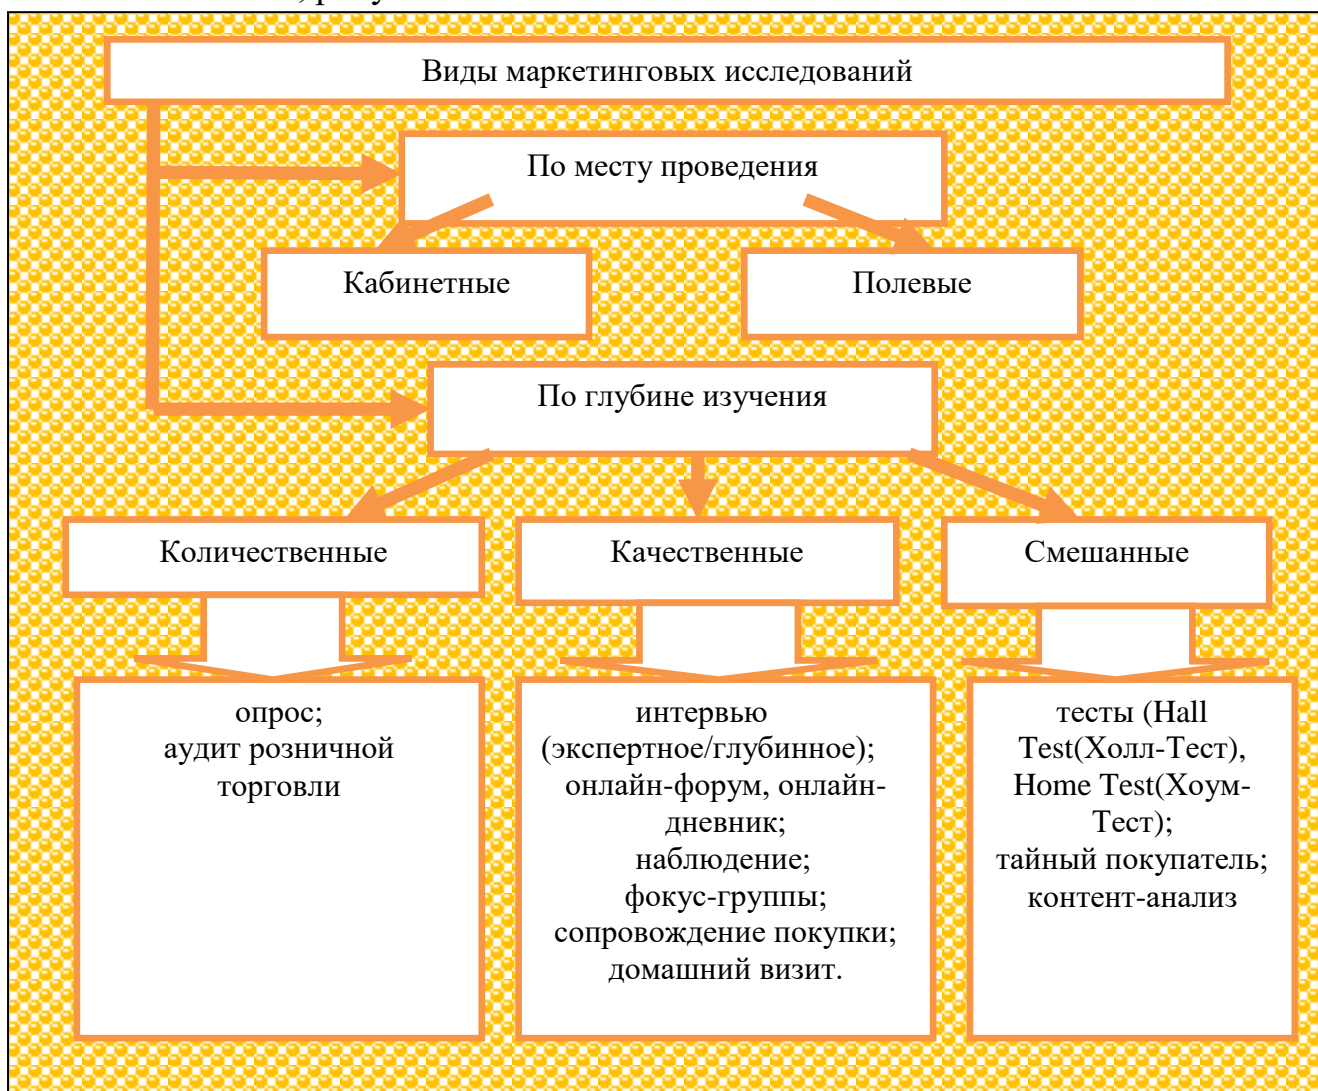 Виды маркетинговых исследований
По месту проведения
Кабинетные
Полевые
По глубине изучения
Количественные
Качественные
Смешанные
опрос;
аудит розничной
торговли
интервью
(экспертное/глубинное);
онлайн-форум, онлайн-
дневник;
наблюдение;
фокус-группы;
сопровождение покупки;
домашний визит.
тесты (Hall
Test(Холл-Тест),
Home Test(Хоум-
Тест);
тайный покупатель;
контент-анализ